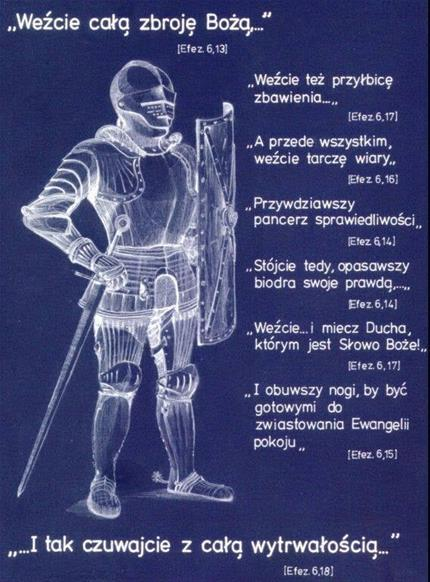 „Weźcie całą zbroję Bożą,..."
[Efez. 6,13]
„Weźcie też przyłbicę
zbawienia...„
[Efez. 6,17]
„A przede wszystkim,
weźcie tarczę wiary„
[Efez. 6,16]
„Przywdziawszy
pancerz sprawiedliwości„
[Efez. 6,14]
„Stójcie tedy, opasawszy
biodra swoje prawdą,...„
[Efez. 6,14]
„Weźcie... i miecz Ducha,
którym jest Słowo Boże!„
[Efez. 6,17]
„I obuwszy nogi, by być
gotowymi do
zwiastowania Ewangelii
pokoju„
[Efez. 6,15]
„...I tak czuwajcie z całą wytrwałością..."
[Efez. 6,18]